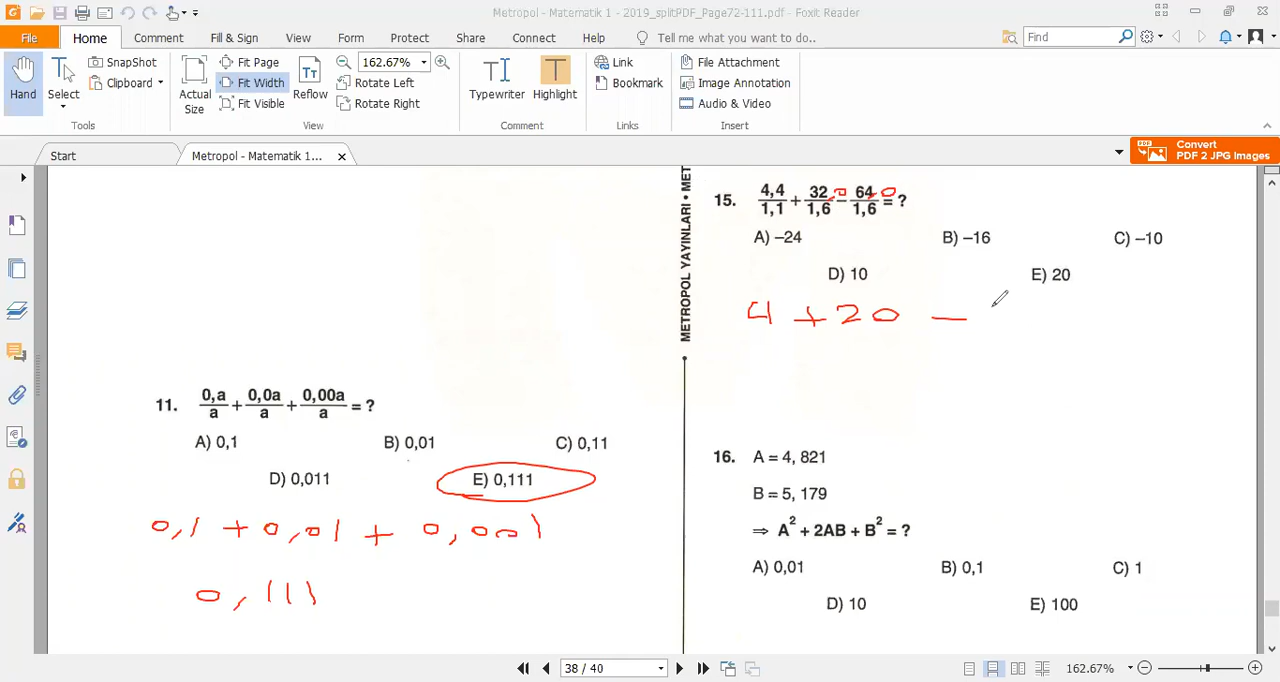 Metropol - Matematik 1 - 2019_splitPDF_Page72-111.pdf - Foxit Reader
File Home Comment Fill & Sign View Form Protect Share Connect Help Tell me what you want to do.. Find
Hand
Select
SnapShot
Clipboard
Tools
Actual Size
Fit Page
Fit Width
Fit Visible
Reflow
162.67%
Rotate Left
Rotate Right
View
Typewriter
Highlight
Comment
Link
Bookmark
Links
File Attachment
Image Annotation
Audio & Video
Insert
Start
Metropol - Matematik 1...
Convert
PDF 2 JPG Images
11. 0,a/a + 0,0a/a + 0,00a/a = ?
A) 0,1 B) 0,01 C) 0,11
D) 0,011 E) 0,111
0,1 + 0,01 + 0,001
0,111
METROPOL YAYINLARI • MET
15. 4,4/1,1 + 32,0/1,6 − 64,0/1,6 = ?
A) –24 B) –16 C) –10
D) 10 E) 20
4 + 20 —
16. A = 4, 821
B = 5, 179
⇒ A² + 2AB + B² = ?
A) 0,01 B) 0,1 C) 1
D) 10 E) 100
38 / 40
162.67%